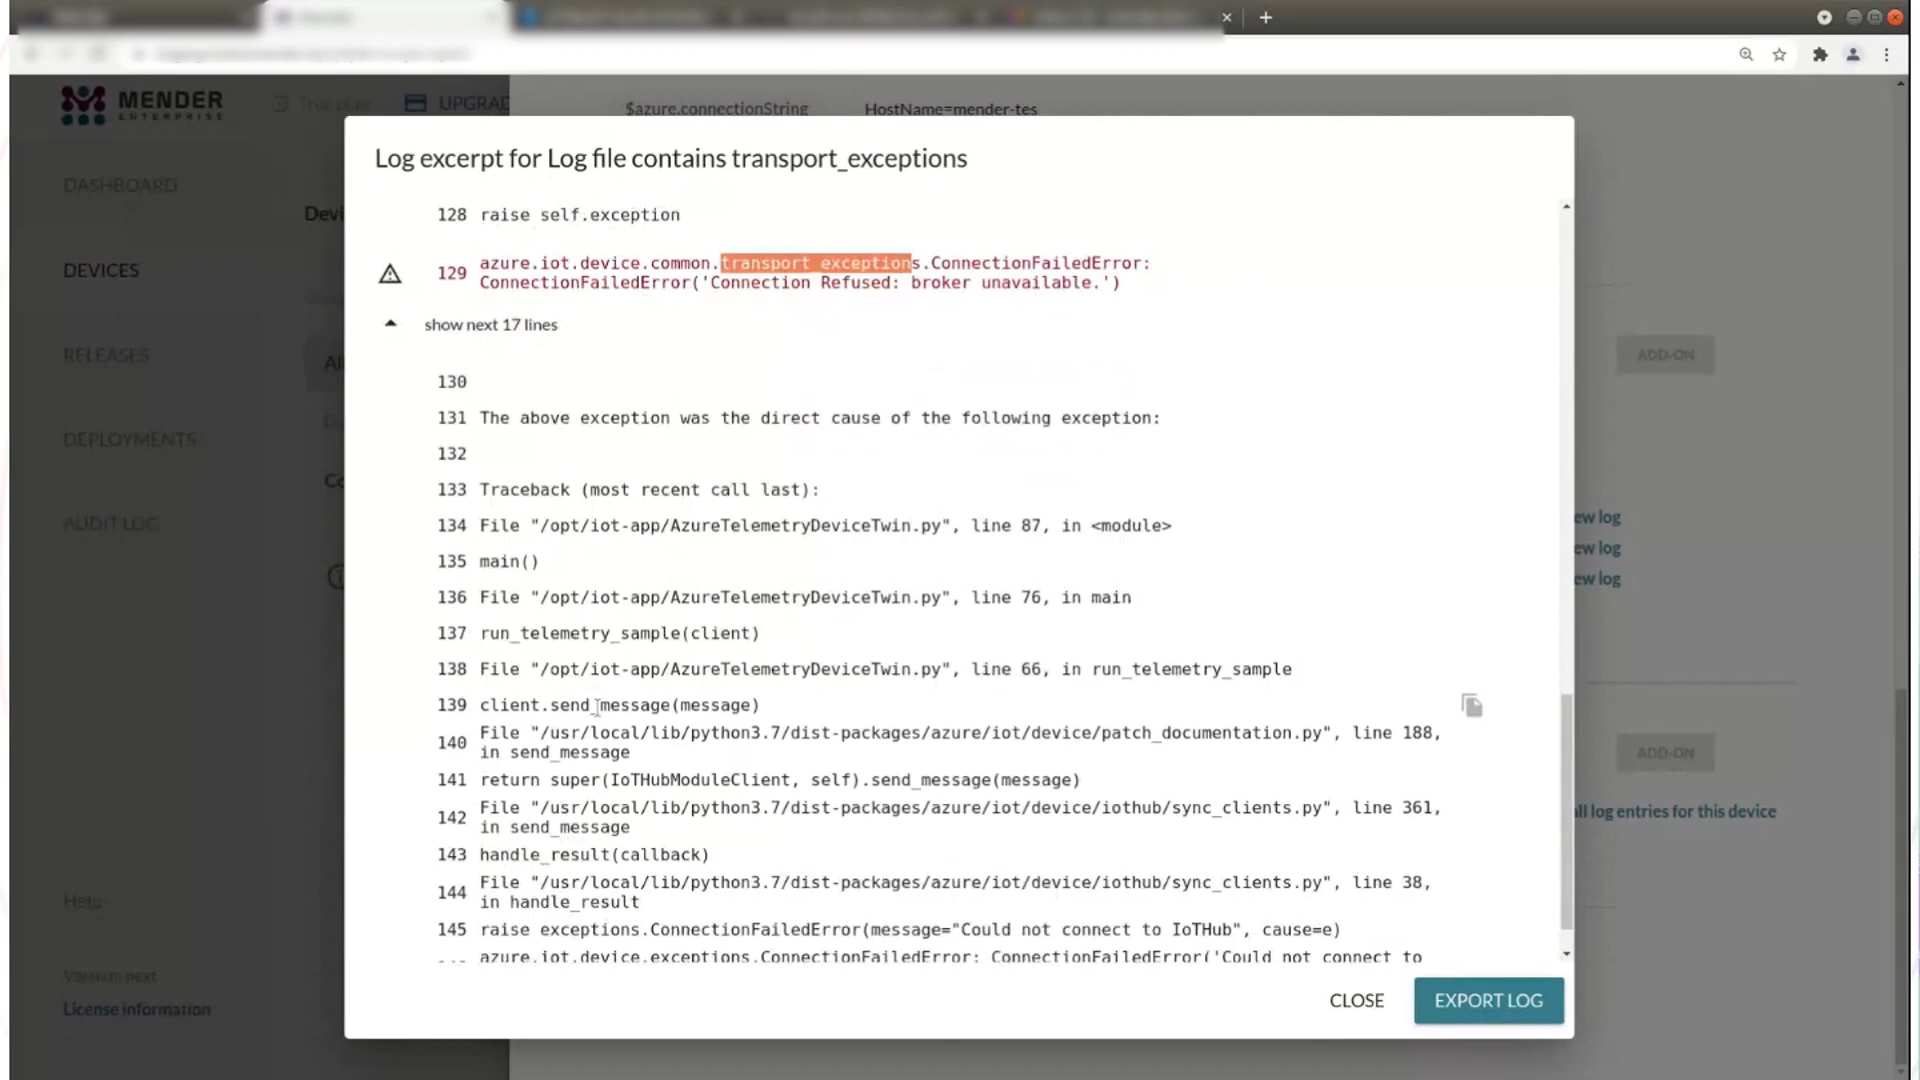 MENDER
ENTERPRISE
Trial plan
UPGRAD
$azure.connectionString
HostName=mender-tes
DASHBOARD
DEVICES
RELEASES
DEPLOYMENTS
AUDIT LOG
Help
License information
Devi
Al
Co
Log excerpt for Log file contains transport_exceptions
128 raise self.exception
129 azure.iot.device.common.transport_exceptions.ConnectionFailedError:
ConnectionFailedError('Connection Refused: broker unavailable.')
show next 17 lines
130
131 The above exception was the direct cause of the following exception:
132
133 Traceback (most recent call last):
134 File "/opt/iot-app/AzureTelemetryDeviceTwin.py", line 87, in <module>
135 main()
136 File "/opt/iot-app/AzureTelemetryDeviceTwin.py", line 76, in main
137 run_telemetry_sample(client)
138 File "/opt/iot-app/AzureTelemetryDeviceTwin.py", line 66, in run_telemetry_sample
139 client.send_message(message)
140 File "/usr/local/lib/python3.7/dist-packages/azure/iot/device/patch_documentation.py", line 188,
in send_message
141 return super(IoTHubModuleClient, self).send_message(message)
142 File "/usr/local/lib/python3.7/dist-packages/azure/iot/device/iothub/sync_clients.py", line 361,
in send_message
143 handle_result(callback)
144 File "/usr/local/lib/python3.7/dist-packages/azure/iot/device/iothub/sync_clients.py", line 38,
in handle_result
145 raise exceptions.ConnectionFailedError(message="Could not connect to IoTHub", cause=e)
azure.iot.device.exceptions.ConnectionFailedError: ConnectionFailedError('Could not connect to
CLOSE
EXPORT LOG
ADD-ON
ew log
ew log
ew log
ADD-ON
ll log entries for this device